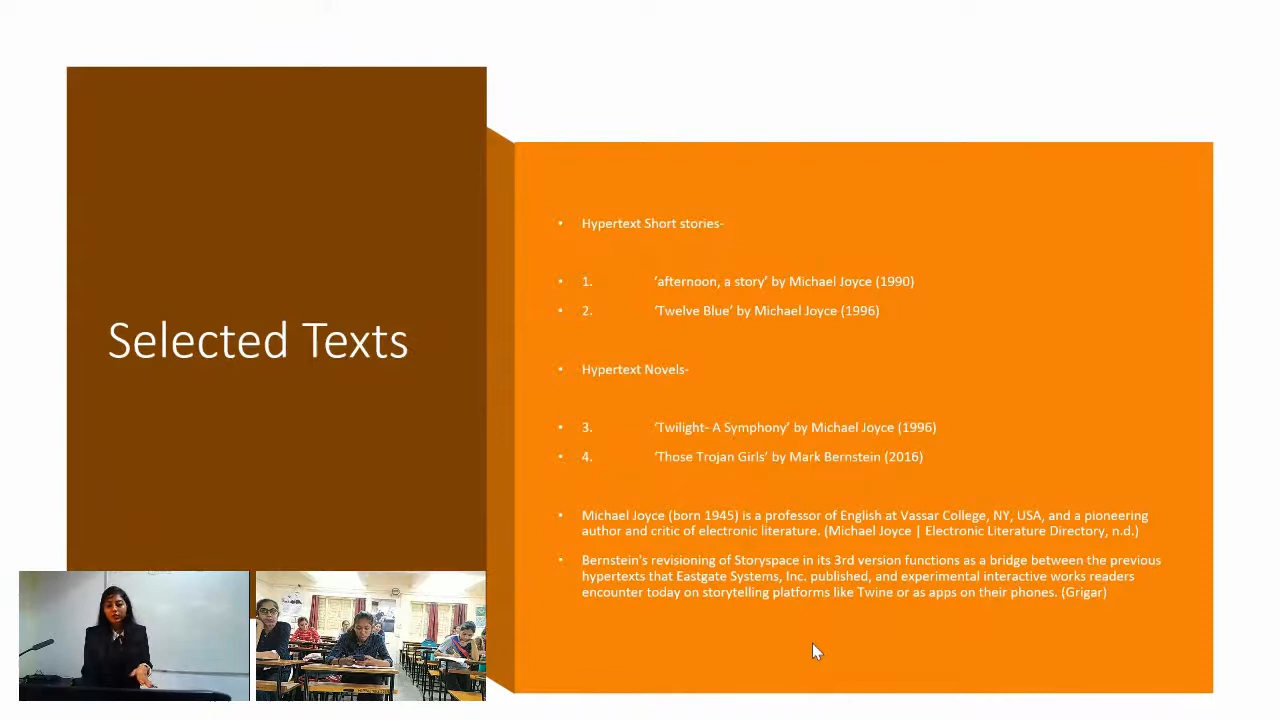 Selected Texts
• Hypertext Short stories-
• 1. 'afternoon, a story' by Michael Joyce (1990)
• 2. 'Twelve Blue' by Michael Joyce (1996)
• Hypertext Novels-
• 3. 'Twilight- A Symphony' by Michael Joyce (1996)
• 4. 'Those Trojan Girls' by Mark Bernstein (2016)
• Michael Joyce (born 1945) is a professor of English at Vassar College, NY, USA, and a pioneering
author and critic of electronic literature. (Michael Joyce | Electronic Literature Directory, n.d.)
• Bernstein's revisioning of Storyspace in its 3rd version functions as a bridge between the previous
hypertexts that Eastgate Systems, Inc. published, and experimental interactive works readers
encounter today on storytelling platforms like Twine or as apps on their phones. (Grigar)